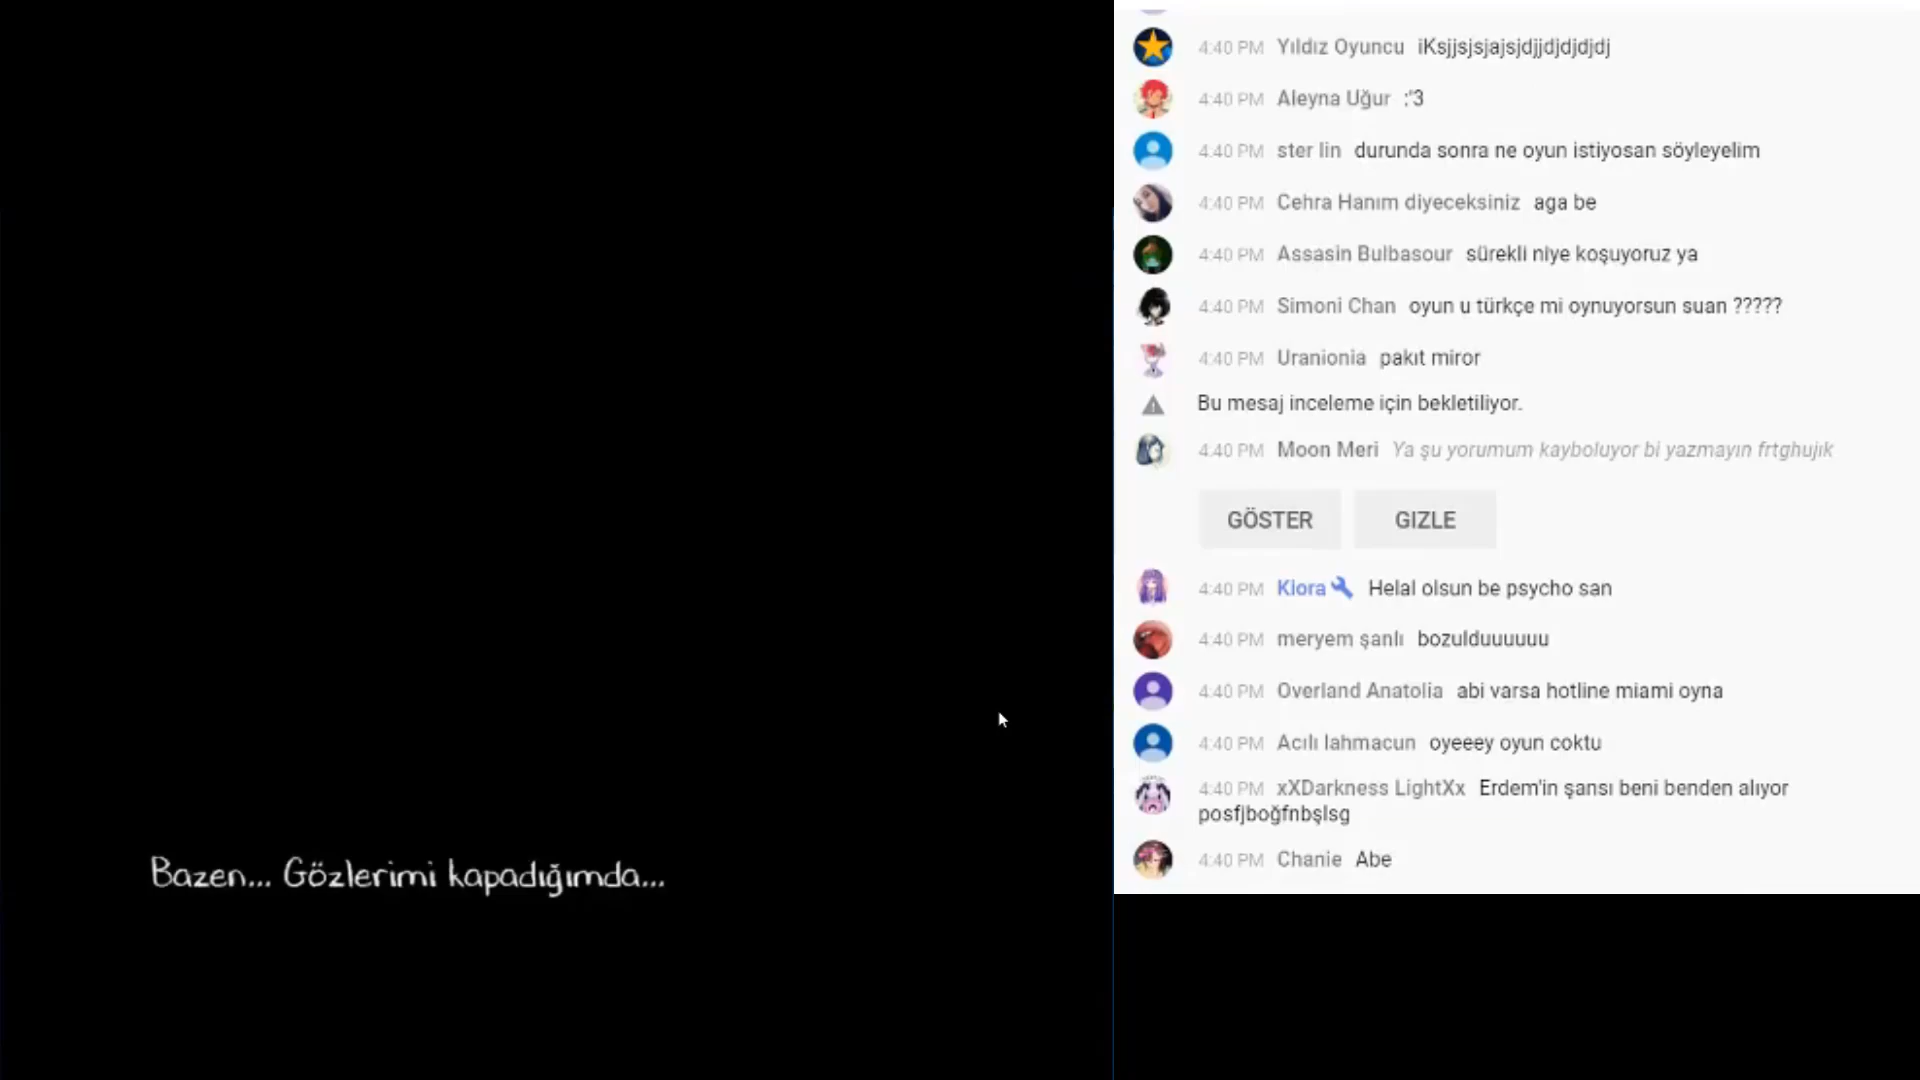 4:40 PM Yıldız Oyuncu iKsjjsjsjajsjdjjdjdjdjdj
4:40 PM Aleyna Uğur :'3
4:40 PM ster lin durunda sonra ne oyun istiyosan söyleyelim
4:40 PM Cehra Hanım diyeceksiniz aga be
4:40 PM Assasin Bulbasour sürekli niye koşuyoruz ya
4:40 PM Simoni Chan oyun u türkçe mi oynuyorsun suan ?????
4:40 PM Uranionia pakıt miror
Bu mesaj inceleme için bekletiliyor.
4:40 PM Moon Meri Ya şu yorumum kayboluyor bi yazmayın frtghujık
GÖSTER GIZLE
4:40 PM Kiora Helal olsun be psycho san
4:40 PM meryem şanlı bozulduuuuuu
4:40 PM Overland Anatolia abi varsa hotline miami oyna
4:40 PM Acılı lahmacun oyeeey oyun coktu
4:40 PM xXDarkness LightXx Erdem'in şansı beni benden alıyor
posfjboğfnbşlsg
4:40 PM Chanie Abe
Bazen... Gözlerimi kapadığımda...